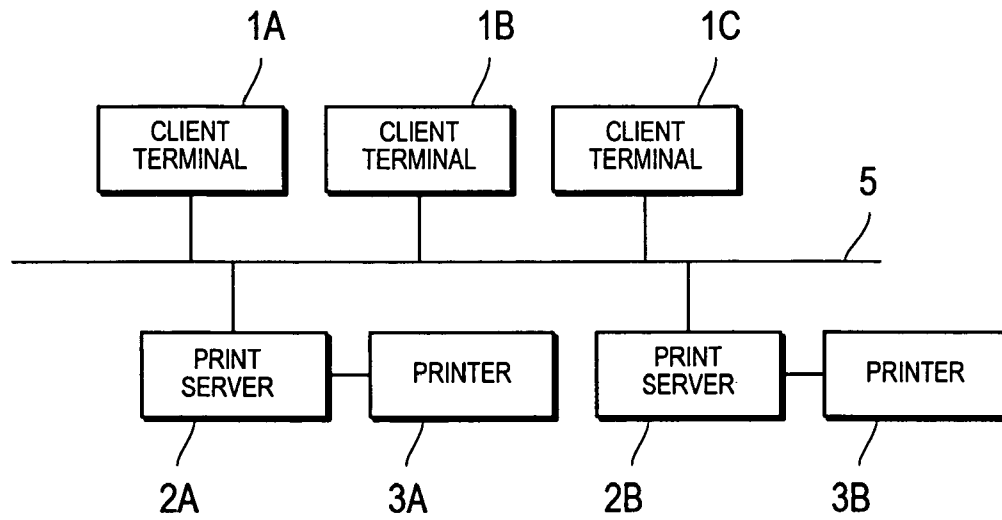 1A
1B
1C
CLIENT
TERMINAL
CLIENT
TERMINAL
CLIENT
TERMINAL
5
PRINT
SERVER
PRINTER
PRINT
SERVER
PRINTER
2A
3A
2B
3B